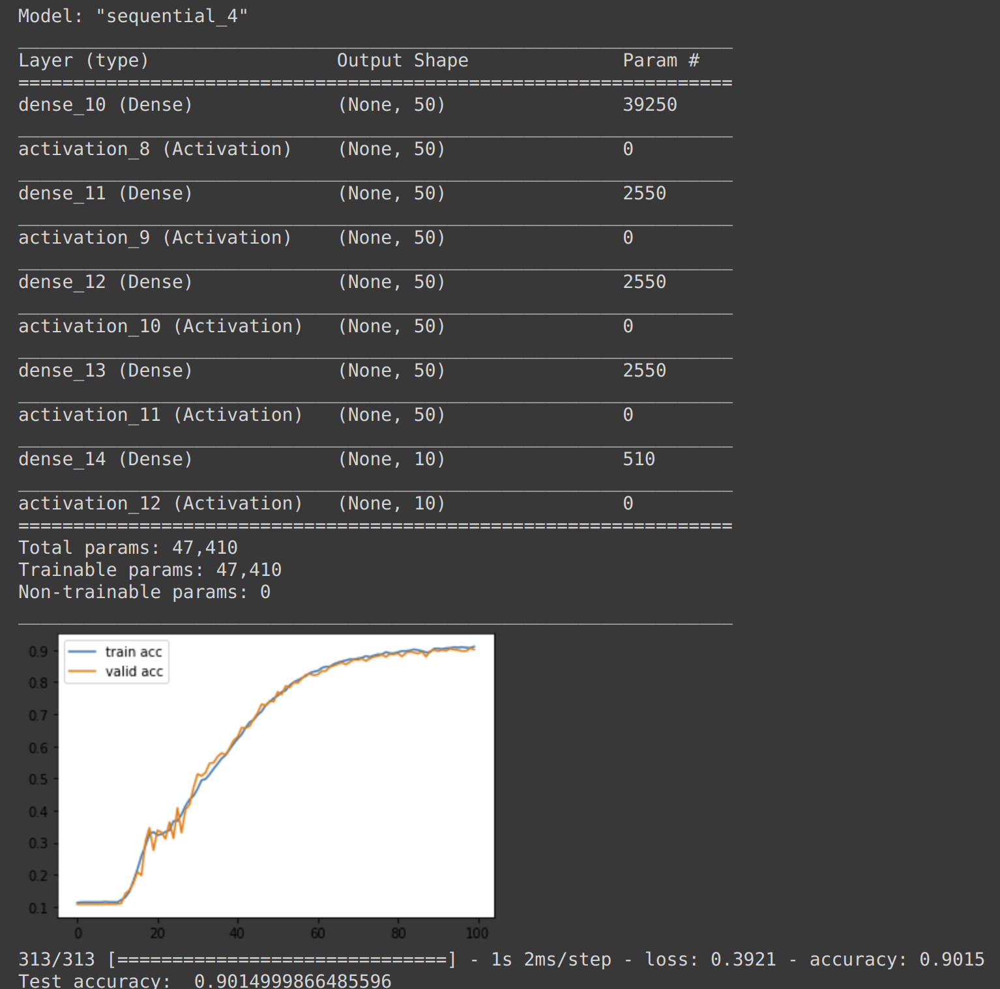 Model: "sequential_4"
_________________________________________________________________
Layer (type)                 Output Shape              Param #
=================================================================
dense_10 (Dense)             (None, 50)                39250
_________________________________________________________________
activation_8 (Activation)    (None, 50)                0
_________________________________________________________________
dense_11 (Dense)             (None, 50)                2550
_________________________________________________________________
activation_9 (Activation)    (None, 50)                0
_________________________________________________________________
dense_12 (Dense)             (None, 50)                2550
_________________________________________________________________
activation_10 (Activation)   (None, 50)                0
_________________________________________________________________
dense_13 (Dense)             (None, 50)                2550
_________________________________________________________________
activation_11 (Activation)   (None, 50)                0
_________________________________________________________________
dense_14 (Dense)             (None, 10)                510
_________________________________________________________________
activation_12 (Activation)   (None, 10)                0
=================================================================
Total params: 47,410
Trainable params: 47,410
Non-trainable params: 0
_________________________________________________________________
train acc
valid acc
0.9
0.8
0.7
0.6
0.5
0.4
0.3
0.2
0.1
0 20 40 60 80 100
313/313 [==============================] - 1s 2ms/step - loss: 0.3921 - accuracy: 0.9015
Test accuracy:  0.9014999866485596